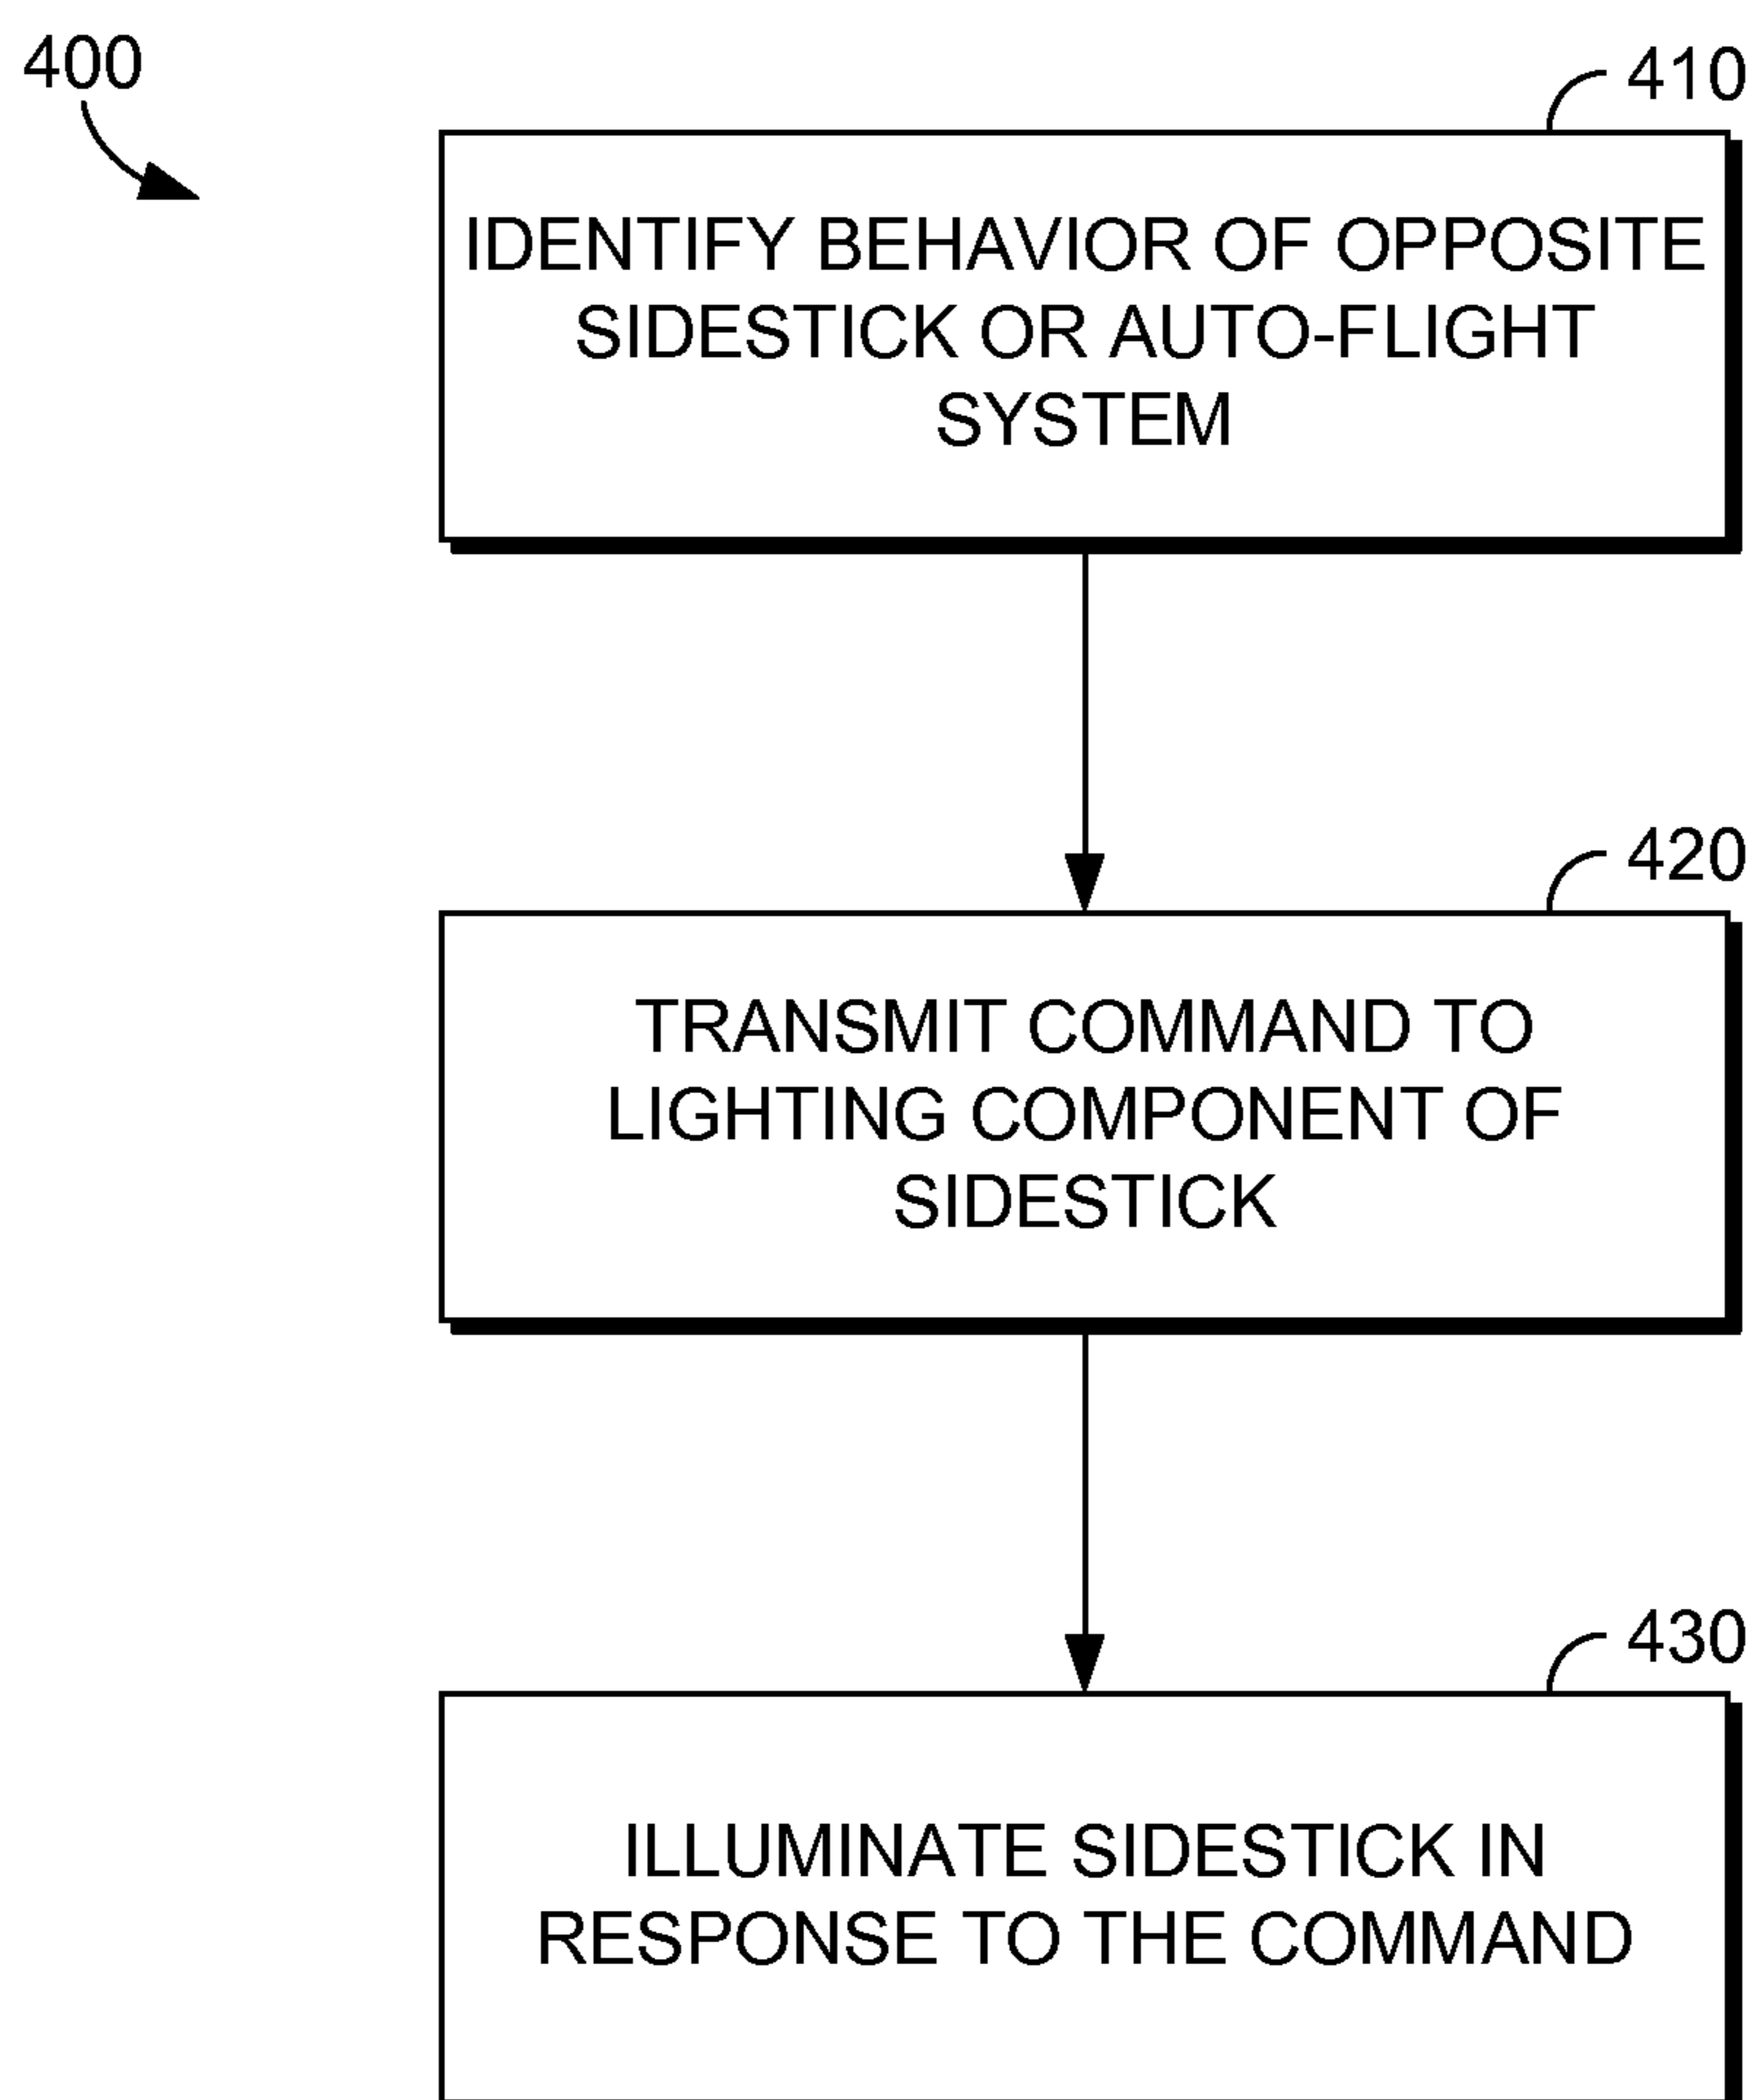 400
410
IDENTIFY BEHAVIOR OF OPPOSITE
SIDESTICK OR AUTO-FLIGHT
SYSTEM
420
TRANSMIT COMMAND TO
LIGHTING COMPONENT OF
SIDESTICK
430
ILLUMINATE SIDESTICK IN
RESPONSE TO THE COMMAND